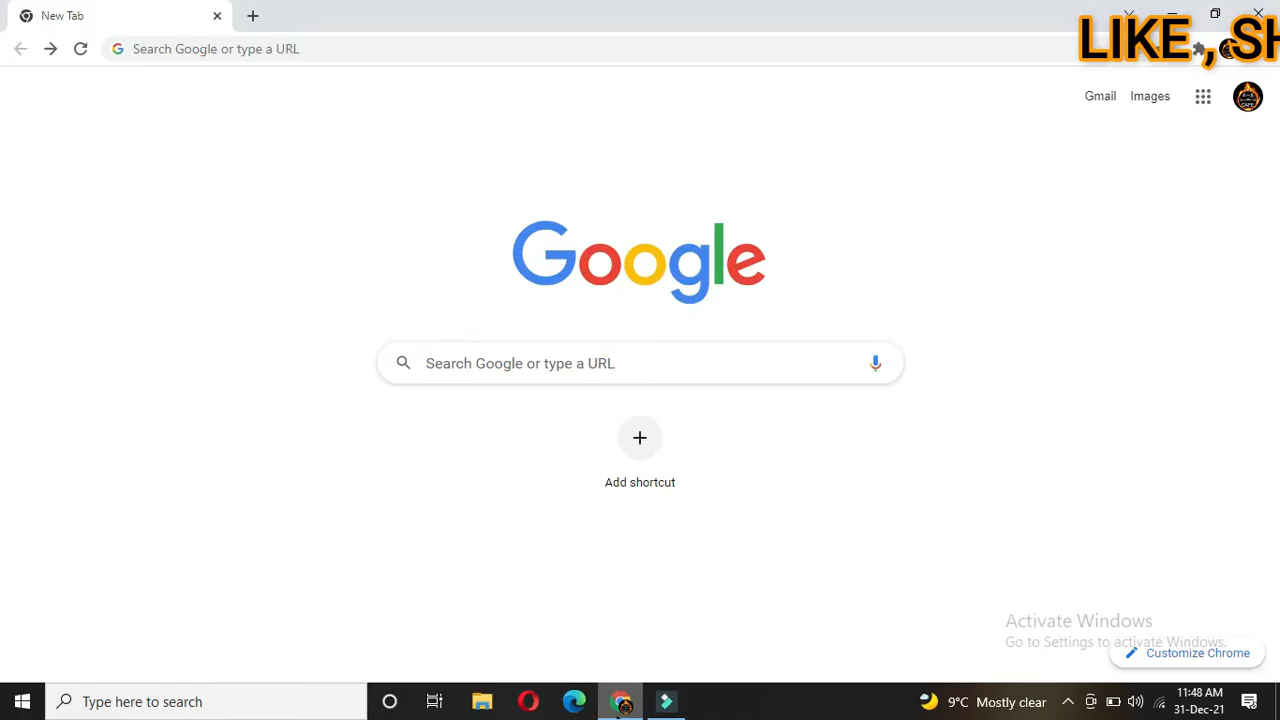 New Tab
Search Google or type a URL
LIKE , SH
Gmail Images
Google
Search Google or type a URL
Add shortcut
Activate Windows
Go to Settings to activate Windows.
Customize Chrome
Type here to search
9°C Mostly clear
11:48 AM
31-Dec-21